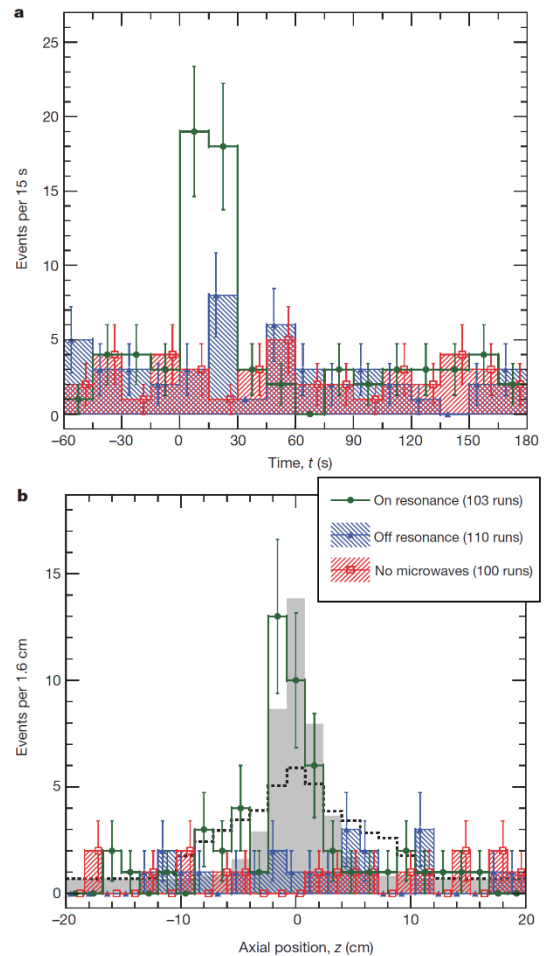 a
25
20
15
10
5
0
Events per 15 s
−60 −30 0 30 60 90 120 150 180
Time, t (s)
b
On resonance (103 runs)
Off resonance (110 runs)
No microwaves (100 runs)
15
10
5
0
Events per 1.6 cm
−20 −10 0 10 20
Axial position, z (cm)